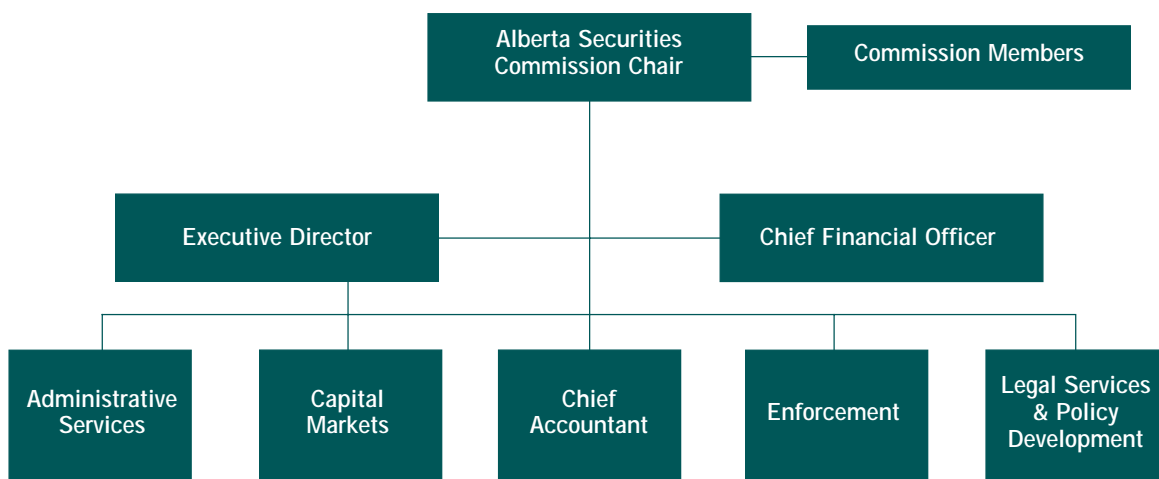 Alberta Securities
Commission Chair
Commission Members
Executive Director
Chief Financial Officer
Administrative
Services
Capital
Markets
Chief
Accountant
Enforcement
Legal Services
& Policy
Development